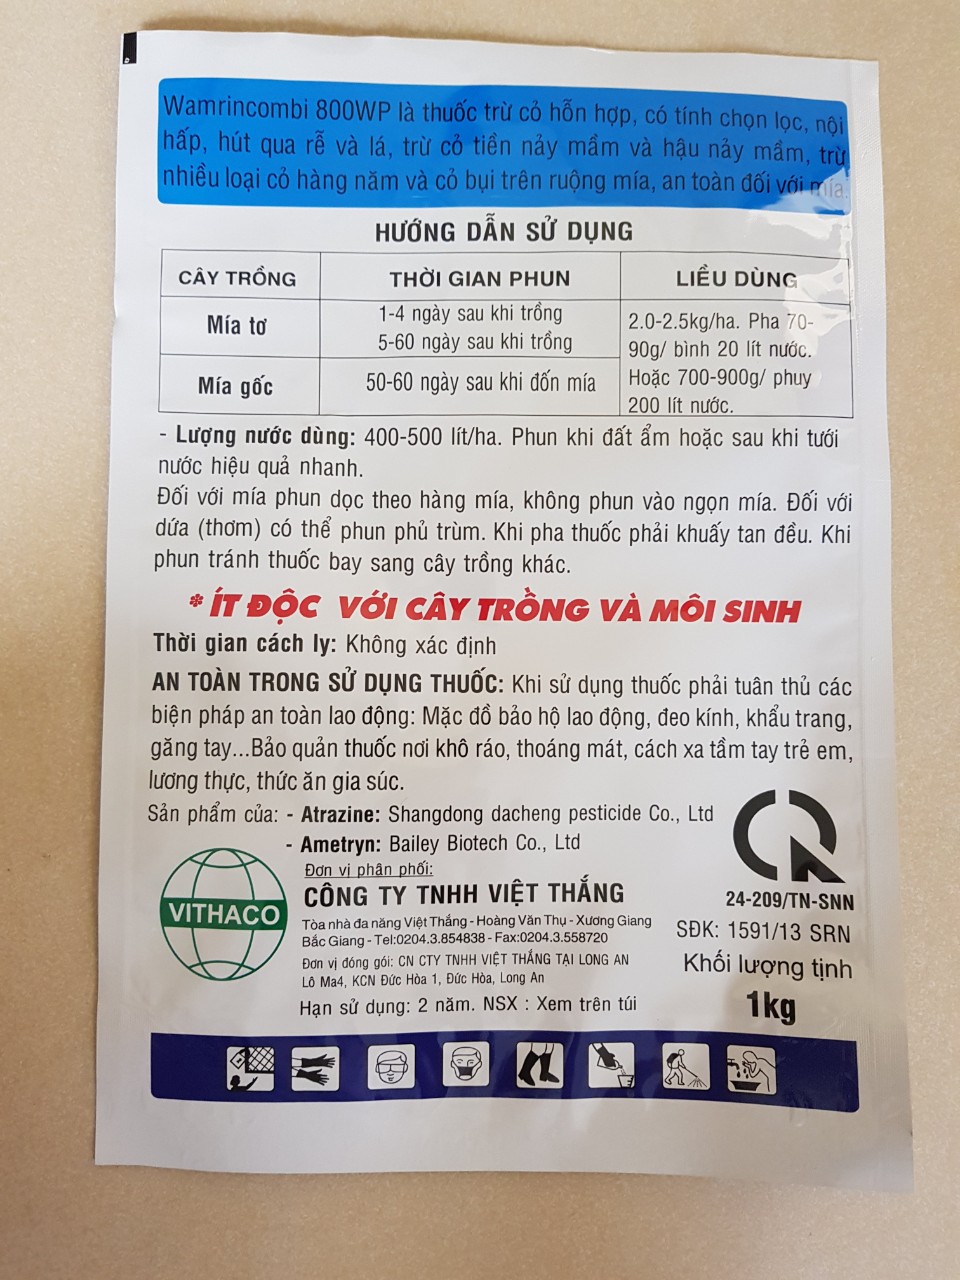 Wamrincombi 800WP là thuốc trừ cỏ hỗn hợp, có tính chọn lọc, nội
hấp, hút qua rễ và lá, trừ cỏ tiền nảy mầm và hậu nảy mầm, trừ
nhiều loại cỏ hàng năm và cỏ bụi trên ruộng mía, an toàn đối với mía.
HƯỚNG DẪN SỬ DỤNG
CÂY TRỒNG THỜI GIAN PHUN LIỀU DÙNG
Mía tơ
1-4 ngày sau khi trồng
5-60 ngày sau khi trồng
Mía gốc
50-60 ngày sau khi đốn mía
2.0-2.5kg/ha. Pha 70-
90g/ bình 20 lít nước.
Hoặc 700-900g/ phuy
200 lít nước.
- Lượng nước dùng: 400-500 lít/ha. Phun khi đất ẩm hoặc sau khi tưới
nước hiệu quả nhanh.
Đối với mía phun dọc theo hàng mía, không phun vào ngọn mía. Đối với
dứa (thơm) có thể phun phủ trùm. Khi pha thuốc phải khuấy tan đều. Khi
phun tránh thuốc bay sang cây trồng khác.
* ÍT ĐỘC VỚI CÂY TRỒNG VÀ MÔI SINH
Thời gian cách ly: Không xác định
AN TOÀN TRONG SỬ DỤNG THUỐC: Khi sử dụng thuốc phải tuân thủ các
biện pháp an toàn lao động: Mặc đồ bảo hộ lao động, đeo kính, khẩu trang,
găng tay...Bảo quản thuốc nơi khô ráo, thoáng mát, cách xa tầm tay trẻ em,
lương thực, thức ăn gia súc.
Sản phẩm của: - Atrazine: Shangdong dacheng pesticide Co., Ltd
- Ametryn: Bailey Biotech Co., Ltd
Đơn vị phân phối:
CÔNG TY TNHH VIỆT THẮNG
Tòa nhà đa năng Việt Thắng - Hoàng Văn Thụ - Xương Giang
Bắc Giang - Tel:0204.3.854838 - Fax:0204.3.558720
Đơn vị đóng gói: CN CTY TNHH VIỆT THẮNG TẠI LONG AN
Lô Ma4, KCN Đức Hòa 1, Đức Hòa, Long An
Hạn sử dụng: 2 năm. NSX : Xem trên túi
VITHACO
24-209/TN-SNN
SĐK: 1591/13 SRN
Khối lượng tịnh
1kg